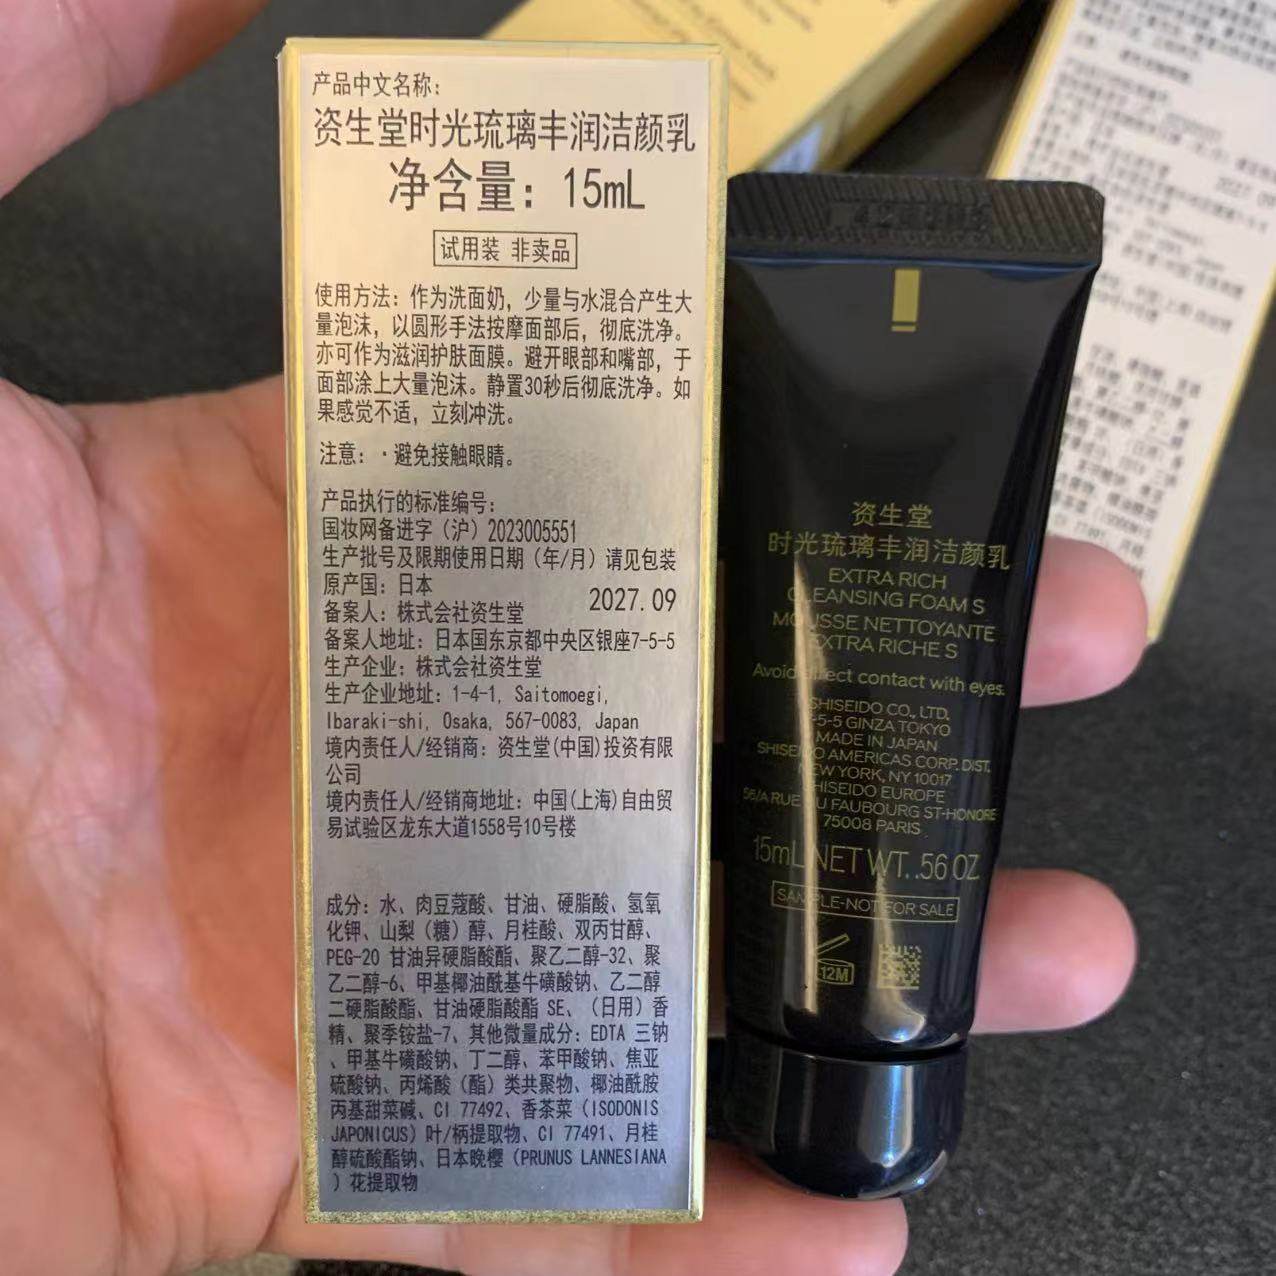 产品中文名称:
资生堂时光琉璃丰润洁颜乳
净含量: 15mL
试用装 非卖品
使用方法: 作为洗面奶, 少量与水混合产生大
量泡沫, 以圆形手法按摩面部后, 彻底洗净。
亦可作为滋润护肤面膜。避开眼部和嘴部, 于
面部涂上大量泡沫。静置30秒后彻底洗净。如
果感觉不适, 立刻冲洗。
注意: ·避免接触眼睛。
产品执行的标准编号:
国妆网备进字 (沪) 2023005551
生产批号及限期使用日期 (年/月) 请见包装
原产国: 日本
2027.09
备案人: 株式会社资生堂
备案人地址: 日本国东京都中央区银座7-5-5
生产企业: 株式会社资生堂
生产企业地址: 1-4-1, Saitomoegi,
Ibaraki-shi, Osaka, 567-0083, Japan
境内责任人/经销商: 资生堂(中国)投资有限
公司
境内责任人/经销商地址: 中国(上海)自由贸
易试验区龙东大道1558号10号楼
成分: 水、肉豆蔻酸、甘油、硬脂酸、氢氧
化钾、山梨 (糖) 醇、月桂酸、双丙甘醇、
PEG-20 甘油异硬脂酸酯、聚乙二醇-32、聚
乙二醇-6、甲基椰油酰基牛磺酸钠、乙二醇
二硬脂酸酯、甘油硬脂酸酯 SE、(日用) 香
精、聚季铵盐-7、其他微量成分: EDTA 三钠
、甲基牛磺酸钠、丁二醇、苯甲酸钠、焦亚
硫酸钠、丙烯酸 (酯) 类共聚物、椰油酰胺
丙基甜菜碱、CI 77492、香茶菜 (ISODONIS
JAPONICUS) 叶/柄提取物、CI 77491、月桂
醇硫酸酯钠、日本晚樱 (PRUNUS LANNESIANA
) 花提取物
资生堂
时光琉璃丰润洁颜乳
EXTRA RICH
CLEANSING FOAM S
MOUSSE NETTOYANTE
EXTRA RICHE S
Avoid direct contact with eyes.
SHISEIDO CO., LTD.
7-5-5 GINZA TOKYO
MADE IN JAPAN
SHISEIDO AMERICAS CORP. DIST.
NEW YORK, NY 10017
SHISEIDO EUROPE
56/A RUE DU FAUBOURG ST-HONORE
75008 PARIS
15mL NET WT. .56 OZ
SAMPLE-NOT FOR SALE
12M
2027.09